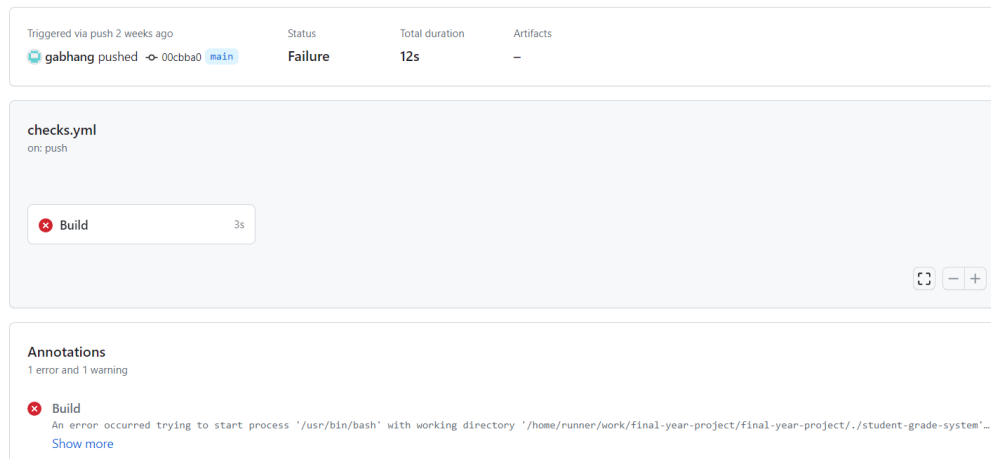 Triggered via push 2 weeks ago
Status
Total duration
Artifacts
gabhang pushed 00cbba0 main
Failure
12s
–
checks.yml
on: push
Build
3s
Annotations
1 error and 1 warning
Build
An error occurred trying to start process '/usr/bin/bash' with working directory '/home/runner/work/final-year-project/final-year-project/./student-grade-system'…
Show more